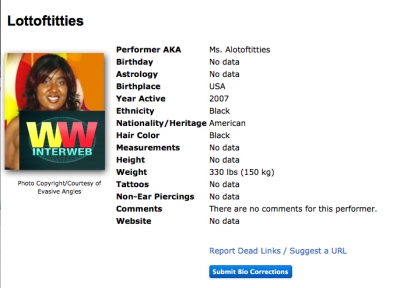 Lottoftitties
Performer AKA Ms. Alotoftitties
Birthday No data
Astrology No data
Birthplace USA
Year Active 2007
Ethnicity Black
Nationality/Heritage American
Hair Color Black
Measurements No data
Height No data
Weight 330 lbs (150 kg)
Tattoos No data
Non-Ear Piercings No data
Comments There are no comments for this performer.
Website No data
WW
INTERWEB
Photo Copyright/Courtesy of
Evasive Angles
Report Dead Links / Suggest a URL
Submit Bio Corrections